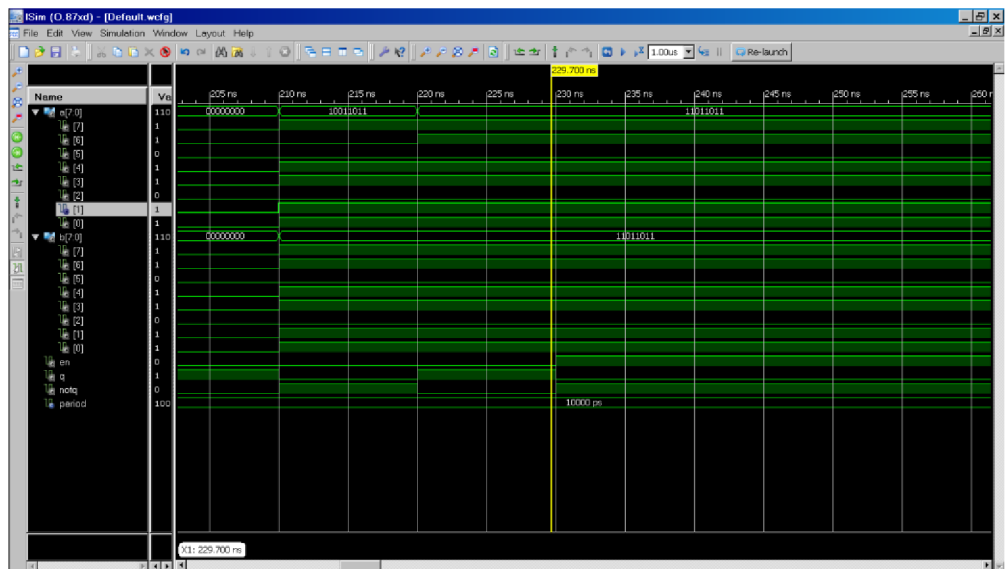 ISim (O.87xd) - [Default.wcfg]
File Edit View Simulation Window Layout Help
1.00us Re-launch
229.700 ns
Name Va
205 ns 210 ns 215 ns 220 ns 225 ns 230 ns 235 ns 240 ns 245 ns 250 ns 255 ns 260 n
a[7:0] 110 00000000 10011011 11011011
[7] 1
[6] 1
[5] 0
[4] 1
[3] 1
[2] 0
[1] 1
[0] 1
b[7:0] 110 00000000 11011011
[7] 1
[6] 1
[5] 0
[4] 1
[3] 1
[2] 0
[1] 1
[0] 1
en 0
q 1
notq 0
period 100 10000 ps
X1: 229.700 ns